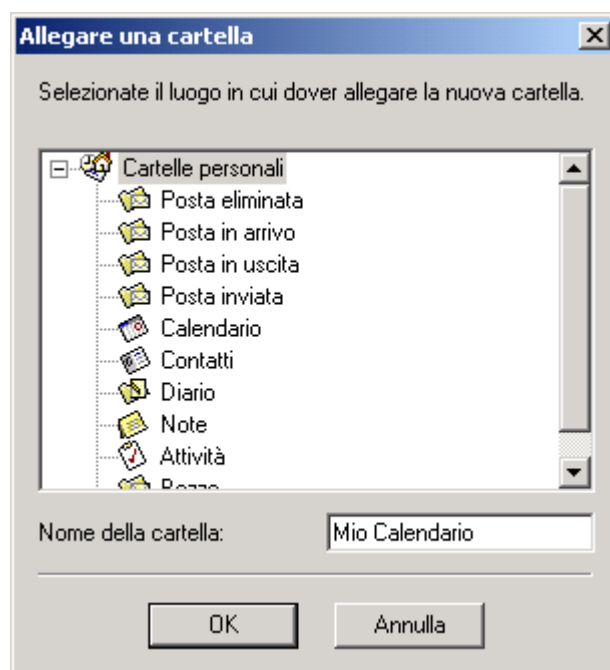 Allegare una cartella
Selezionate il luogo in cui dover allegare la nuova cartella.
Cartelle personali
Posta eliminata
Posta in arrivo
Posta in uscita
Posta inviata
Calendario
Contatti
Diario
Note
Attività
Nome della cartella:
Mio Calendario
OK
Annulla